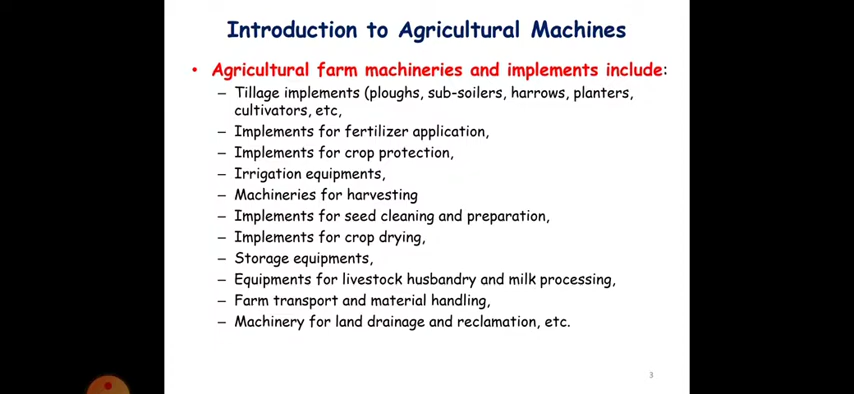 Introduction to Agricultural Machines
• Agricultural farm machineries and implements include:
– Tillage implements (ploughs, sub-soilers, harrows, planters,
cultivators, etc,
– Implements for fertilizer application,
– Implements for crop protection,
– Irrigation equipments,
– Machineries for harvesting
– Implements for seed cleaning and preparation,
– Implements for crop drying,
– Storage equipments,
– Equipments for livestock husbandry and milk processing,
– Farm transport and material handling,
– Machinery for land drainage and reclamation, etc.
3